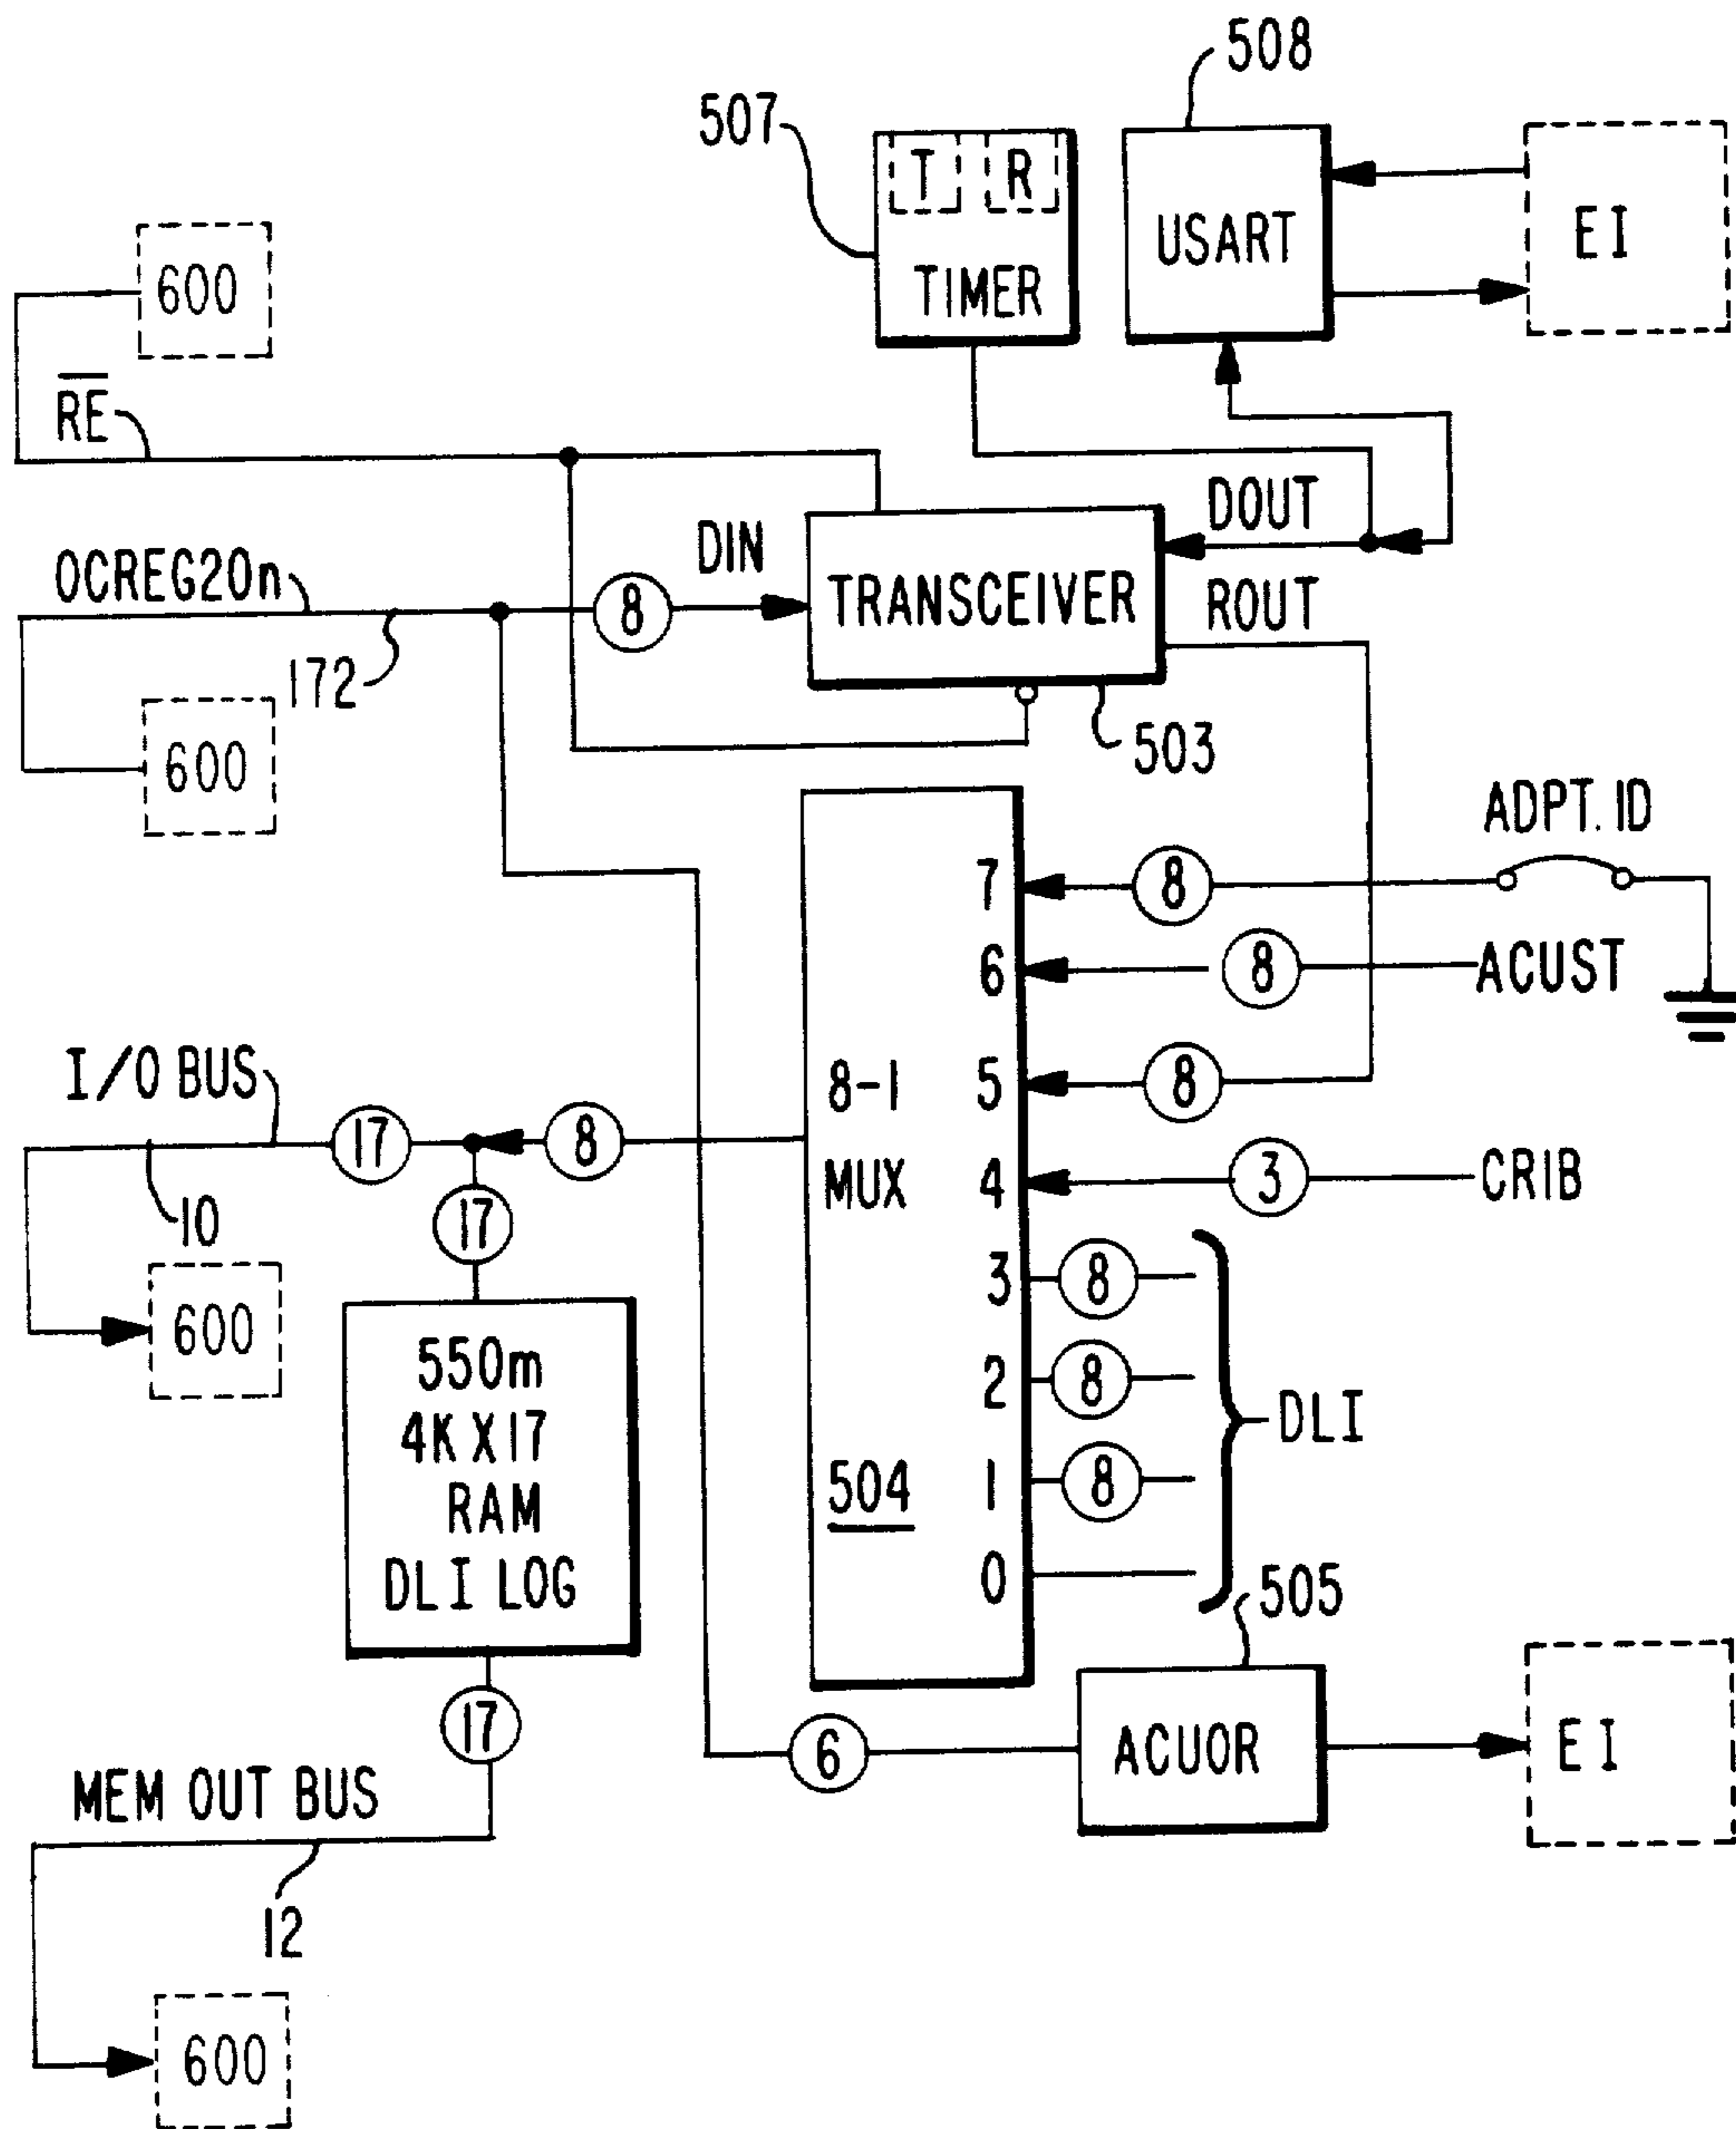 508
507
T R
TIMER
USART
EI
600
RE
DOUT
DIN
TRANSCEIVER
ROUT
OCREG20n
8
172
503
600
ADPT. ID
7 8
6 8 ACUST
I/O BUS
8-1
MUX
5 8
17 8
4 3 CRIB
10
17
3 8
600
2 8
DLI
1 8
0
504
550m
4K X 17
RAM
DLI LOG
505
17
6
ACUOR
EI
MEM OUT BUS
12
600